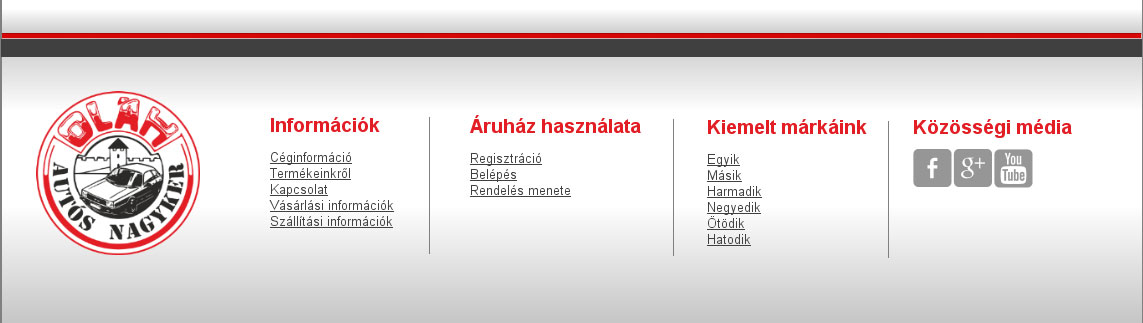 OLÁH
AUTÓS NAGYKER
Információk
Céginformáció
Termékeinkről
Kapcsolat
Vásárlási információk
Szállítási információk
Áruház használata
Regisztráció
Belépés
Rendelés menete
Kiemelt márkáink
Egyik
Másik
Harmadik
Negyedik
Ötödik
Hatodik
Közösségi média
f
g+
You
Tube